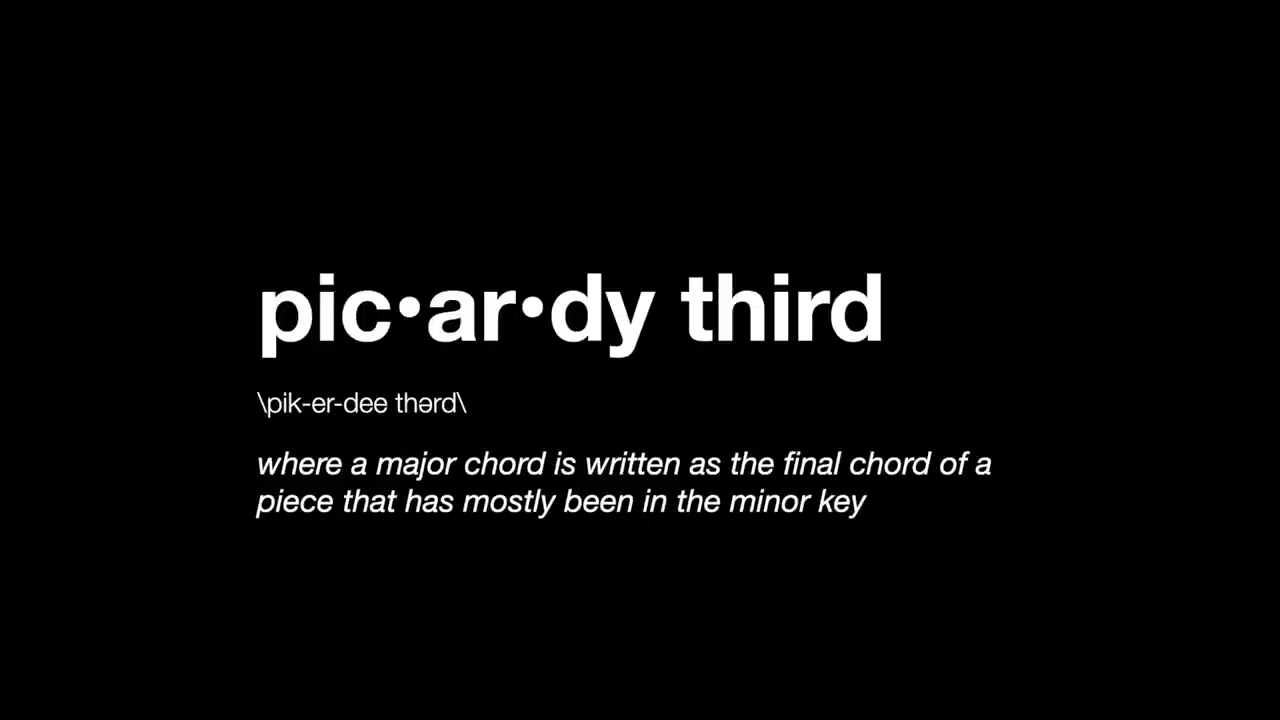 pic•ar•dy third
\pik-er-dee thərd\
where a major chord is written as the final chord of a
piece that has mostly been in the minor key